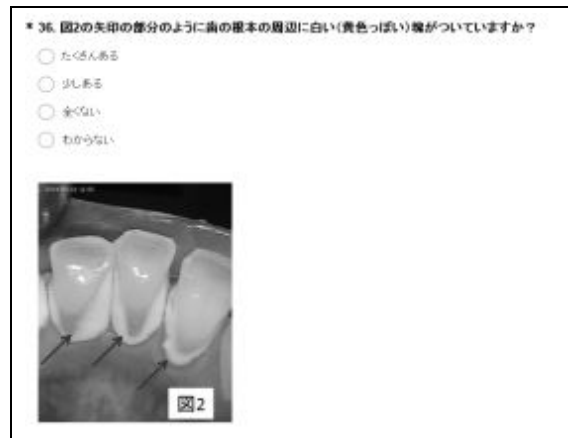 * 36. 図2の矢印の部分のように歯の根本の周辺に白い(黄色っぽい)塊がついていますか？
たくさんある
少しある
全くない
わからない
図2